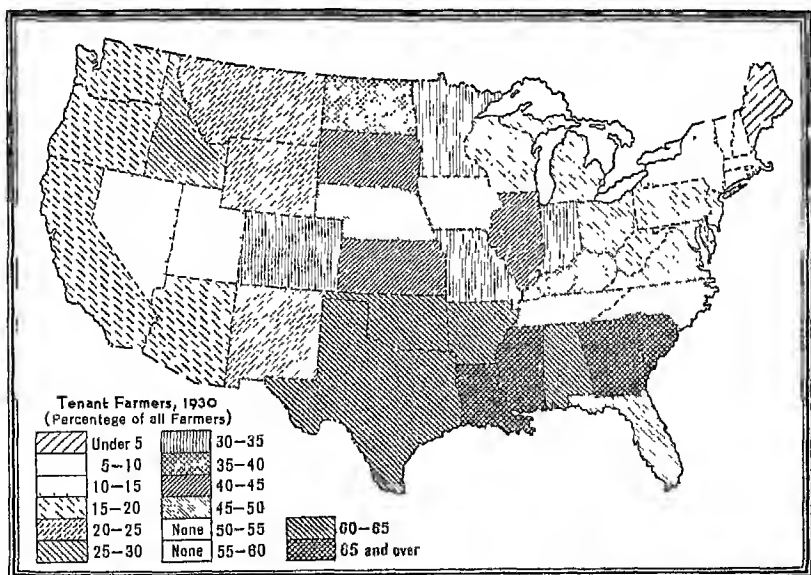 Tenant Farmers, 1930
(Percentege of all Farmers)
Under 5
5-10
10-15
15-20
20-25
25-30
30-35
35-40
40-45
45-50
None 50-55
None 55-60
60-65
65 and over